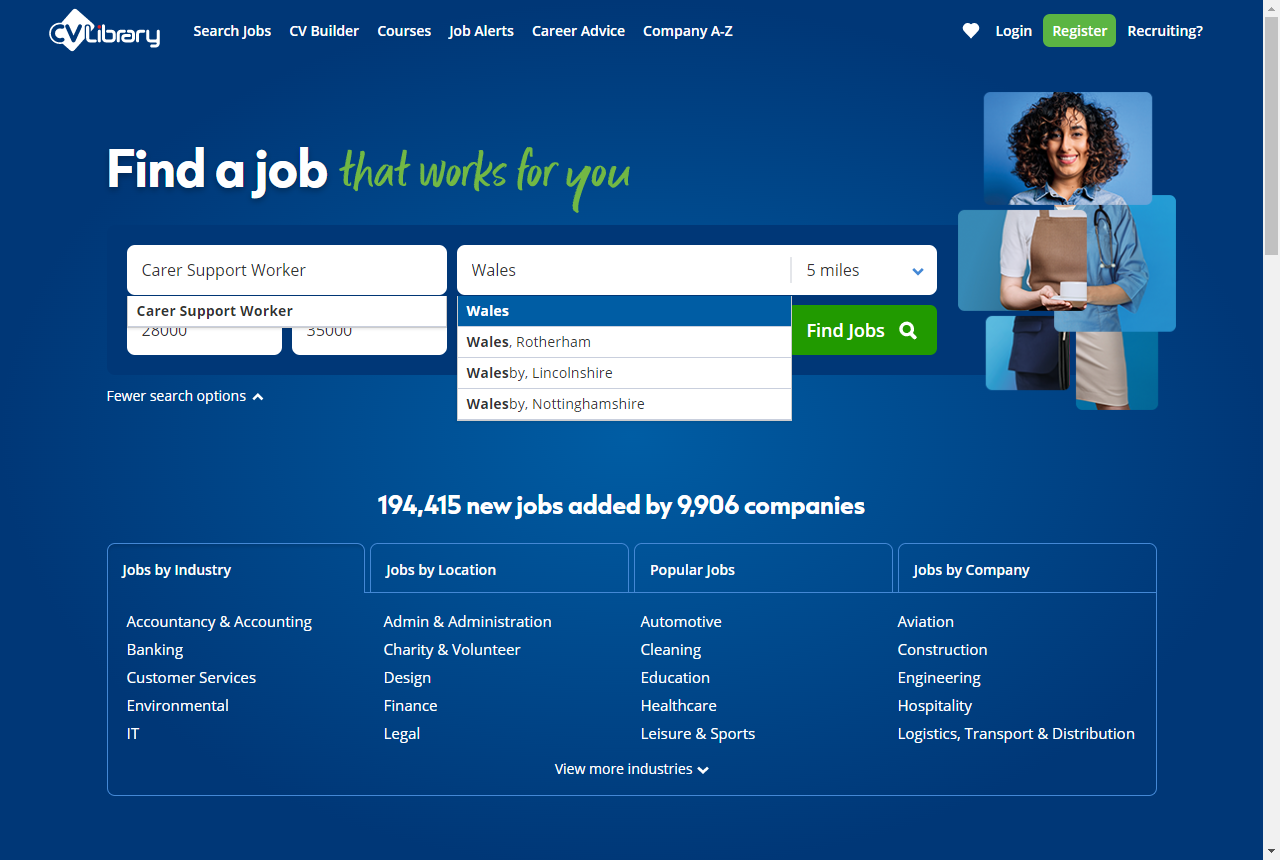 CVLibrary
Search Jobs CV Builder Courses Job Alerts Career Advice Company A-Z
Login Register Recruiting?
Find a job that works for you
Carer Support Worker Wales 5 miles
Carer Support Worker
28000 35000
Wales
Wales, Rotherham
Walesby, Lincolnshire
Walesby, Nottinghamshire
Find Jobs
Fewer search options
194,415 new jobs added by 9,906 companies
Jobs by Industry Jobs by Location Popular Jobs Jobs by Company
Accountancy & Accounting Admin & Administration Automotive Aviation
Banking Charity & Volunteer Cleaning Construction
Customer Services Design Education Engineering
Environmental Finance Healthcare Hospitality
IT Legal Leisure & Sports Logistics, Transport & Distribution
View more industries